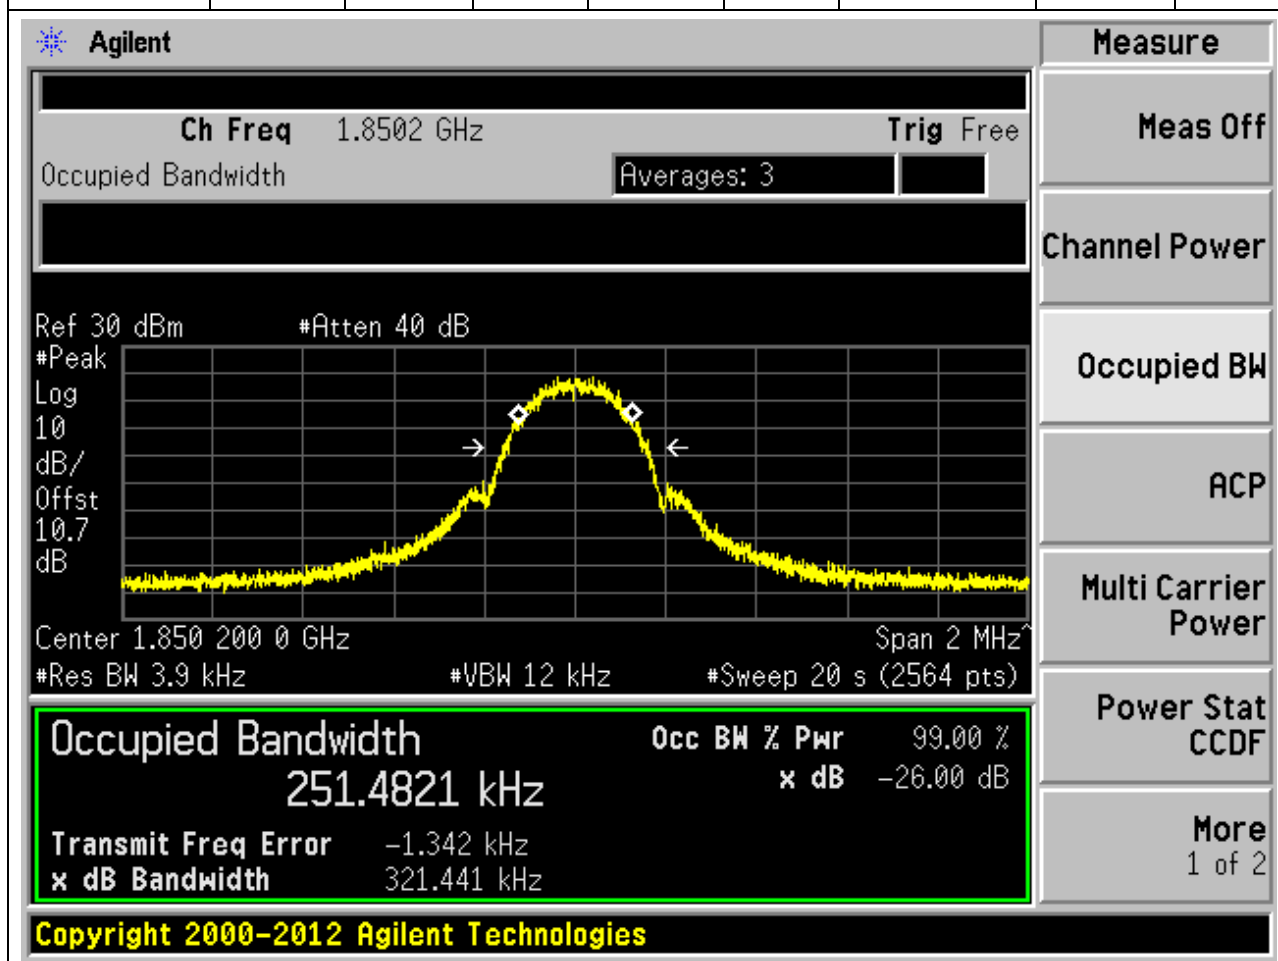 Agilent
Measure
Ch Freq 1.8502 GHz Trig Free
Occupied Bandwidth Averages: 3
Meas Off
Channel Power
Occupied BW
ACP
Multi Carrier
Power
Power Stat
CCDF
More
1 of 2
Ref 30 dBm #Atten 40 dB
#Peak
Log
10
dB/
Offst
10.7
dB
Center 1.850 200 0 GHz Span 2 MHz^
#Res BW 3.9 kHz #VBW 12 kHz #Sweep 20 s (2564 pts)
Occupied Bandwidth Occ BW % Pwr 99.00 %
251.4821 kHz x dB -26.00 dB
Transmit Freq Error -1.342 kHz
x dB Bandwidth 321.441 kHz
Copyright 2000-2012 Agilent Technologies